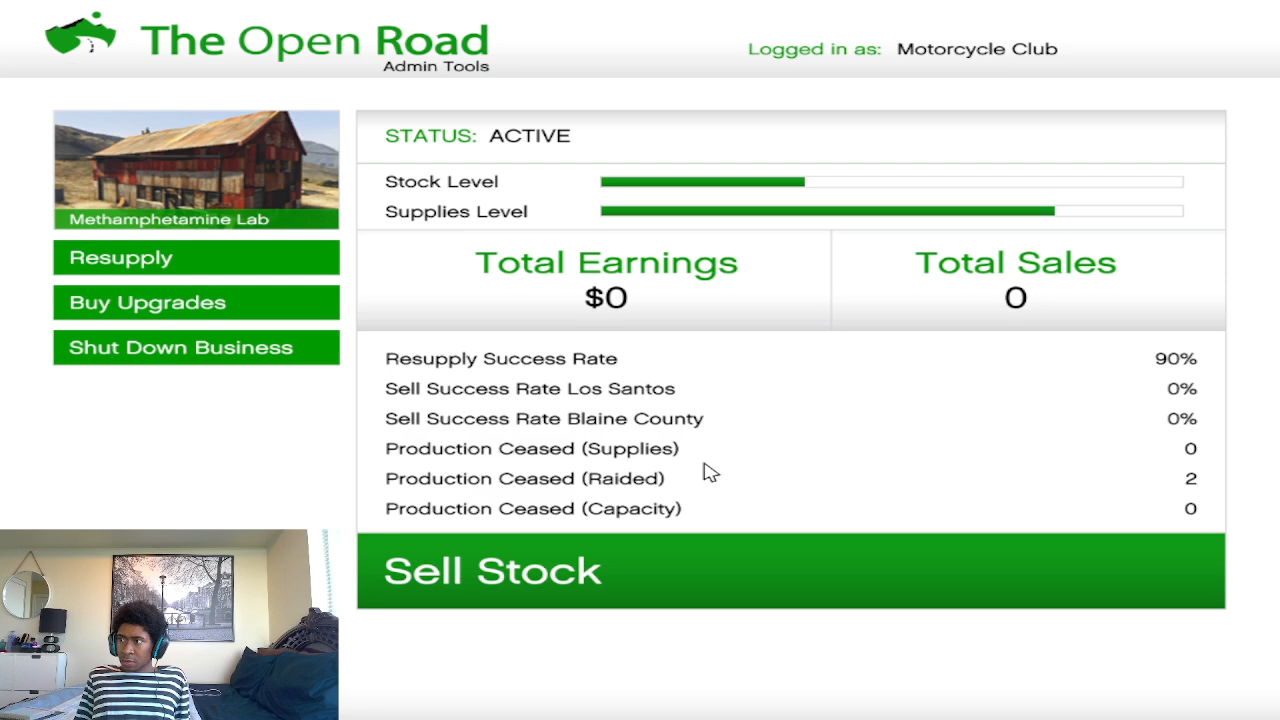 The Open Road
Admin Tools
Logged in as: Motorcycle Club
Methamphetamine Lab
Resupply
Buy Upgrades
Shut Down Business
STATUS: ACTIVE
Stock Level
Supplies Level
Total Earnings
$0
Total Sales
0
Resupply Success Rate 90%
Sell Success Rate Los Santos 0%
Sell Success Rate Blaine County 0%
Production Ceased (Supplies) 0
Production Ceased (Raided) 2
Production Ceased (Capacity) 0
Sell Stock